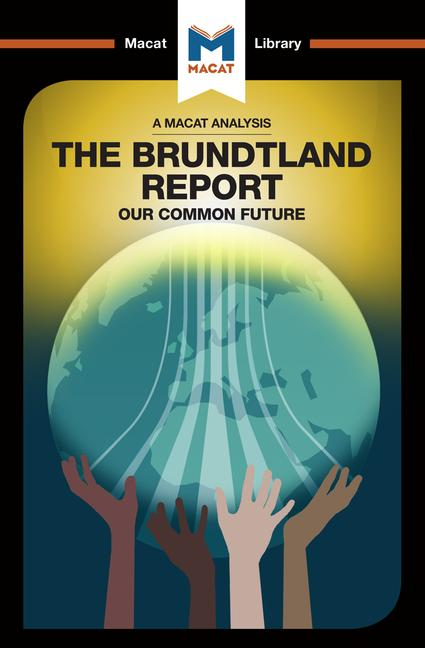 Macat Library
MACAT
A MACAT ANALYSIS
THE BRUNDTLAND
REPORT
OUR COMMON FUTURE